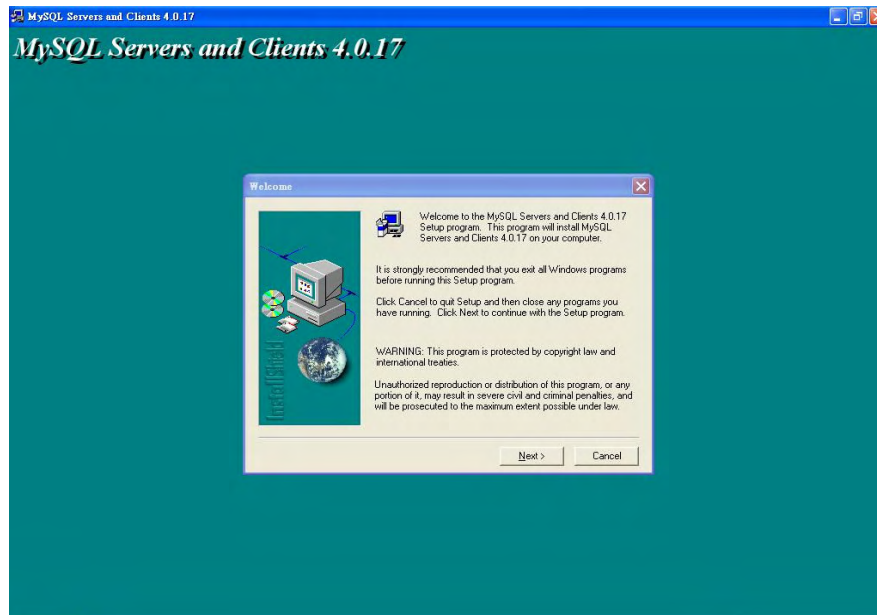 MySQL Servers and Clients 4.0.17
MySQL Servers and Clients 4.0.17
Welcome
Welcome to the MySQL Servers and Clients 4.0.17
Setup program. This program will install MySQL
Servers and Clients 4.0.17 on your computer.
It is strongly recommended that you exit all Windows programs
before running this Setup program.
Click Cancel to quit Setup and then close any programs you
have running. Click Next to continue with the Setup program.
WARNING: This program is protected by copyright law and
international treaties.
Unauthorized reproduction or distribution of this program, or any
portion of it, may result in severe civil and criminal penalties, and
will be prosecuted to the maximum extent possible under law.
InstallShield
Next >
Cancel